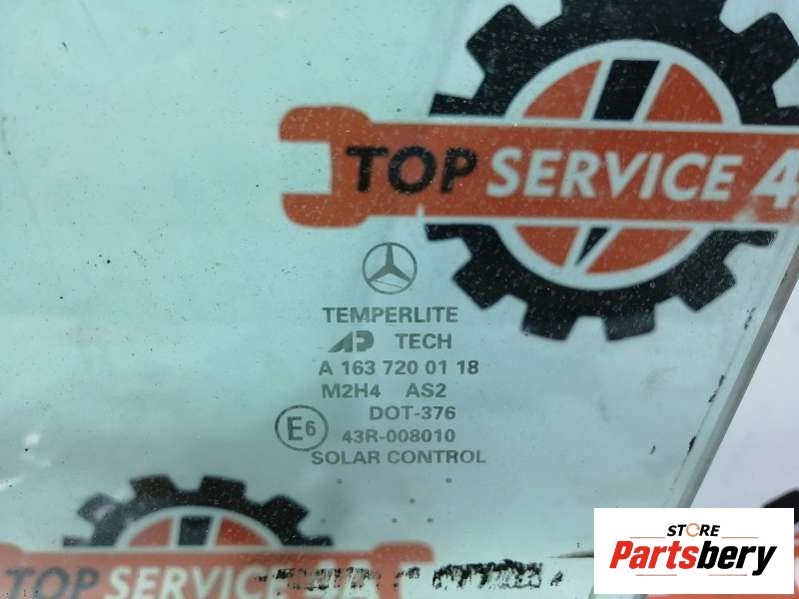 TOP SERVICE 4
TEMPERLITE
AP TECH
A 163 720 01 18
M2H4 AS2
DOT-376
E6 43R-008010
SOLAR CONTROL
TOP SERVICE
STORE
Partsbery